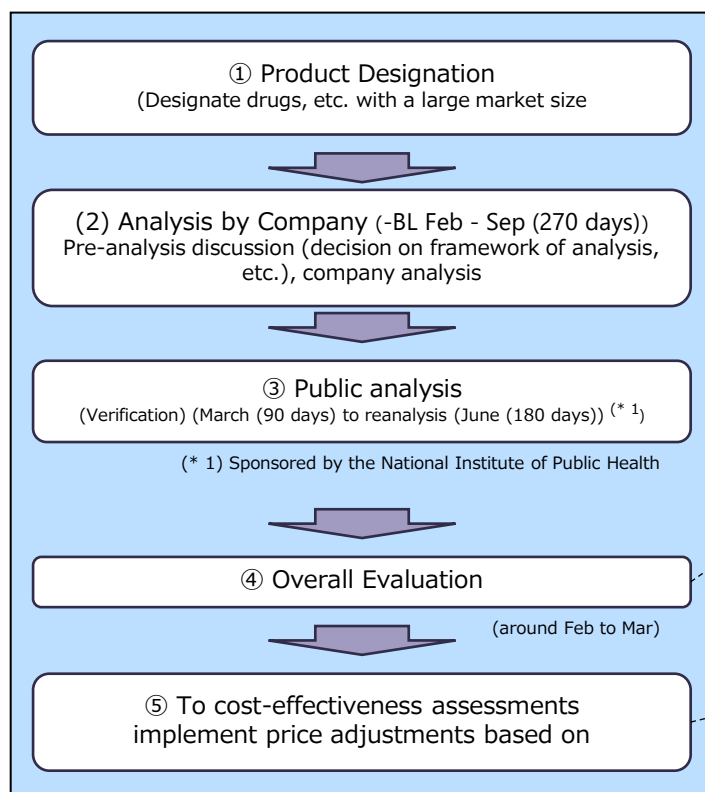 ① Product Designation
(Designate drugs, etc. with a large market size
(2) Analysis by Company (-BL Feb - Sep (270 days))
Pre-analysis discussion (decision on framework of analysis,
etc.), company analysis
③ Public analysis
(Verification) (March (90 days) to reanalysis (June (180 days)) (* 1)
(* 1) Sponsored by the National Institute of Public Health
④ Overall Evaluation
(around Feb to Mar)
⑤ To cost-effectiveness assessments
implement price adjustments based on